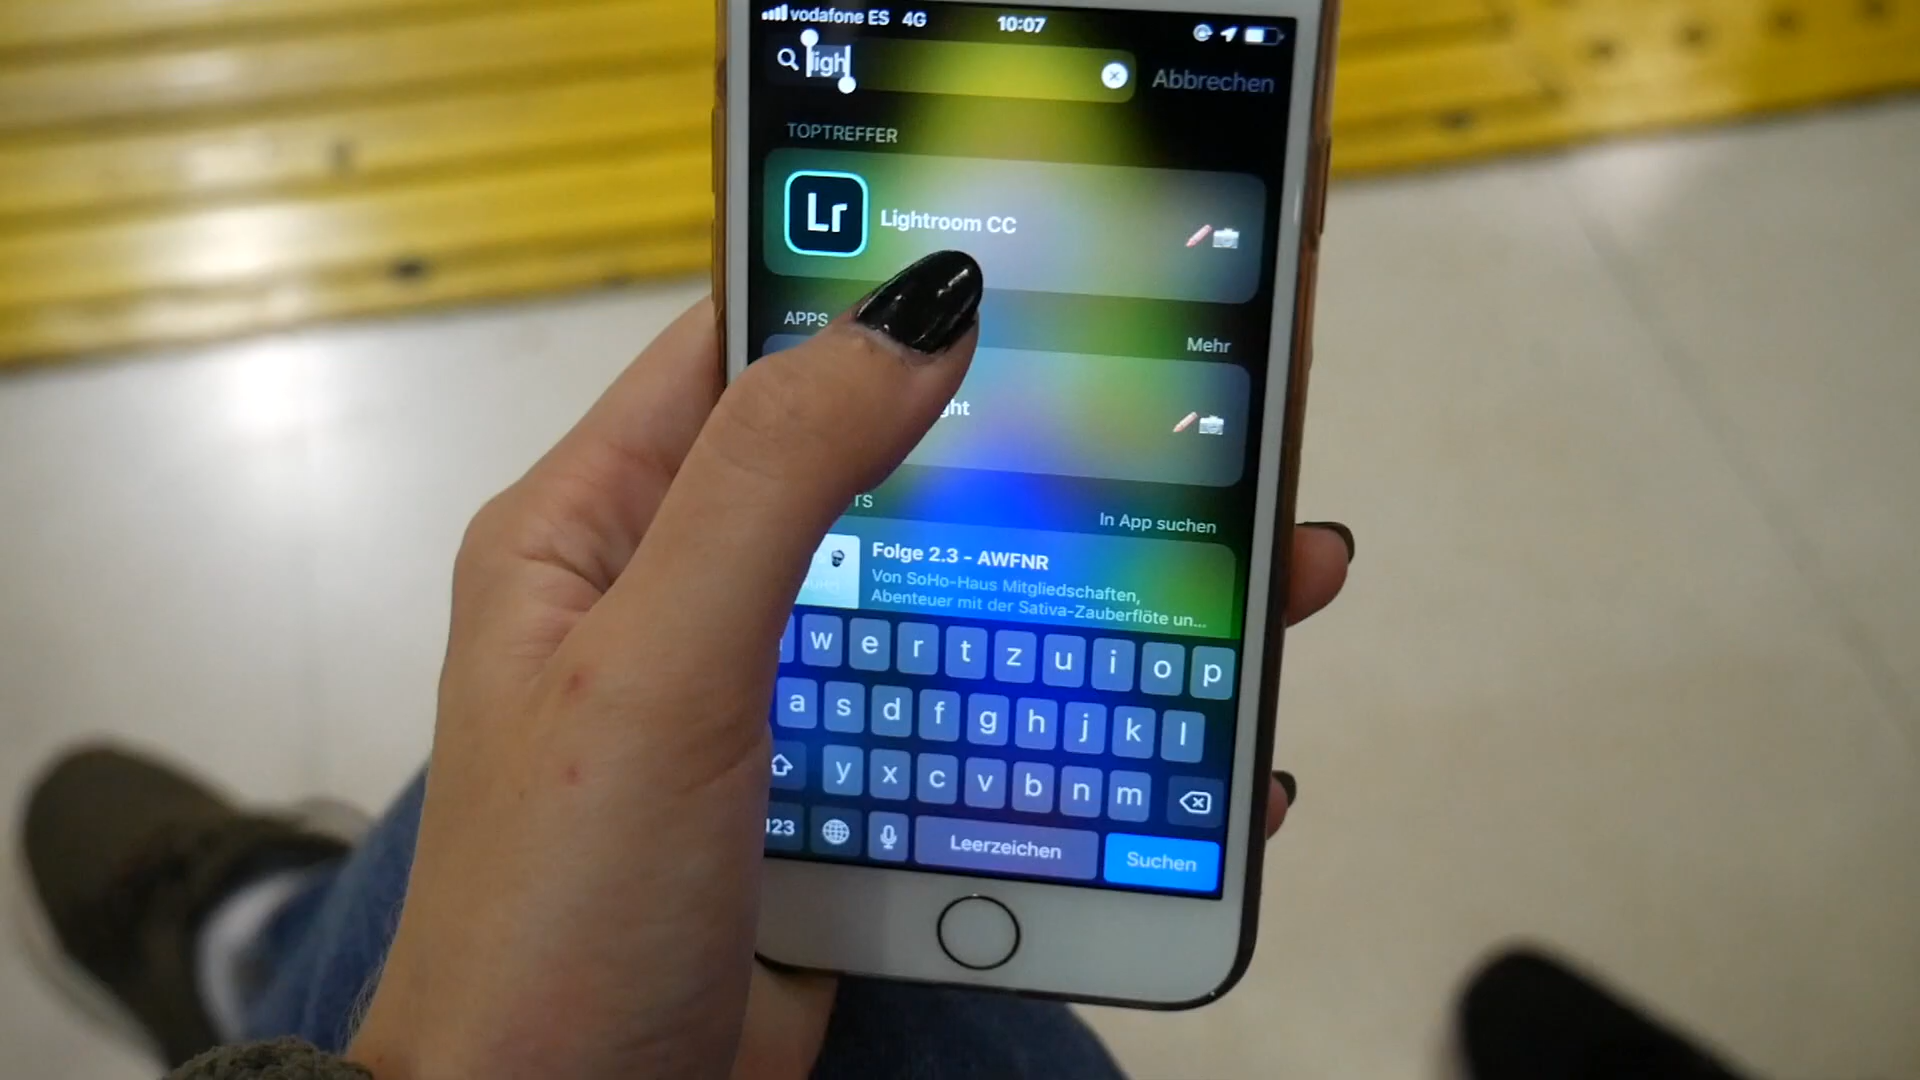 vodafone ES 4G 10:07
ligh
Abbrechen
TOPTREFFER
Lr
Lightroom CC
APPS
Mehr
In App suchen
Folge 2.3 - AWFNR
Von SoHo-Haus Mitgliedschaften,
Abenteuer mit der Sativa-Zauberflöte un...
w e r t z u i o p
a s d f g h j k l
y x c v b n m
123
Leerzeichen
Suchen